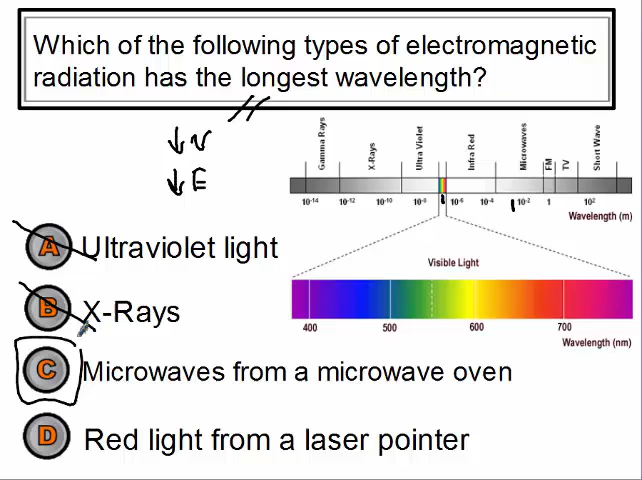 Which of the following types of electromagnetic
radiation has the longest wavelength?
↓ν
↓E
Gamma Rays
X-Rays
Ultra Violet
Infra Red
Microwaves
FM
TV
Short Wave
10-14 10-12 10-10 10-8 10-6 10-4 10-2 1 10²
Wavelength (m)
Visible Light
400 500 600 700
Wavelength (nm)
A Ultraviolet light
B X-Rays
C Microwaves from a microwave oven
D Red light from a laser pointer